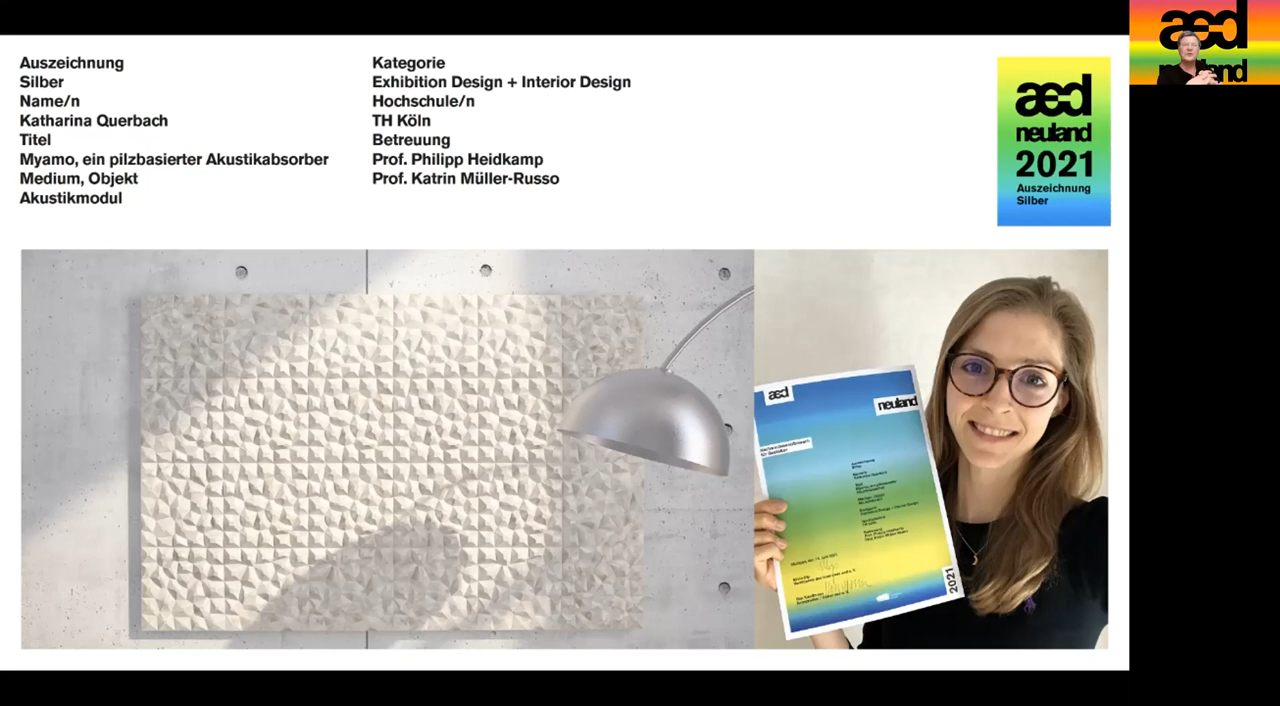 Auszeichnung
Silber
Name/n
Katharina Querbach
Titel
Myamo, ein pilzbasierter Akustikabsorber
Medium, Objekt
Akustikmodul
Kategorie
Exhibition Design + Interior Design
Hochschule/n
TH Köln
Betreuung
Prof. Philipp Heidkamp
Prof. Katrin Müller-Russo
aed
neuland
2021
Auszeichnung
Silber
aed
aed
neuland
2021